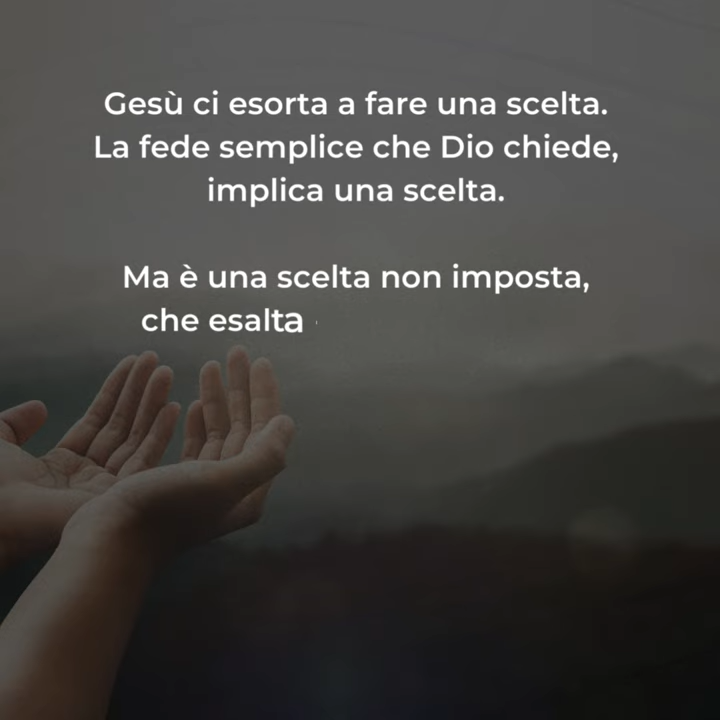 Gesù ci esorta a fare una scelta.
La fede semplice che Dio chiede,
implica una scelta.
Ma è una scelta non imposta,
che esalta